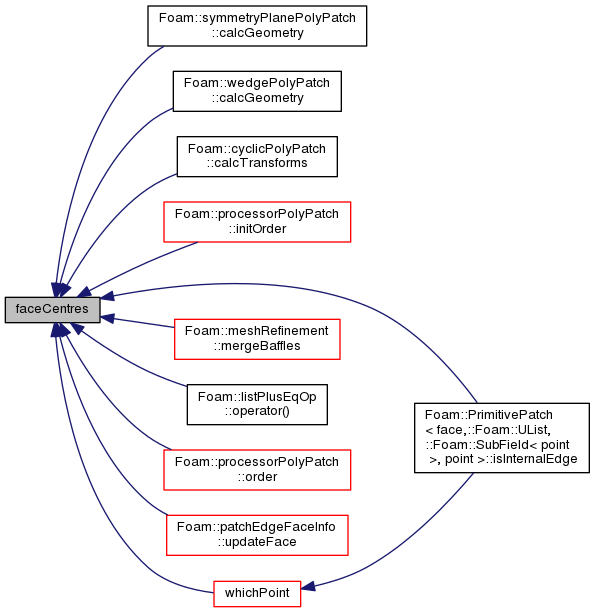 Foam::symmetryPlanePolyPatch
::calcGeometry
Foam::wedgePolyPatch
::calcGeometry
Foam::cyclicPolyPatch
::calcTransforms
Foam::processorPolyPatch
::initOrder
faceCentres
Foam::meshRefinement
::mergeBaffles
Foam::listPlusEqOp
::operator()
Foam::PrimitivePatch
< face,::Foam::UList,
::Foam::SubField< point
>, point >::isInternalEdge
Foam::processorPolyPatch
::order
Foam::patchEdgeFaceInfo
::updateFace
whichPoint